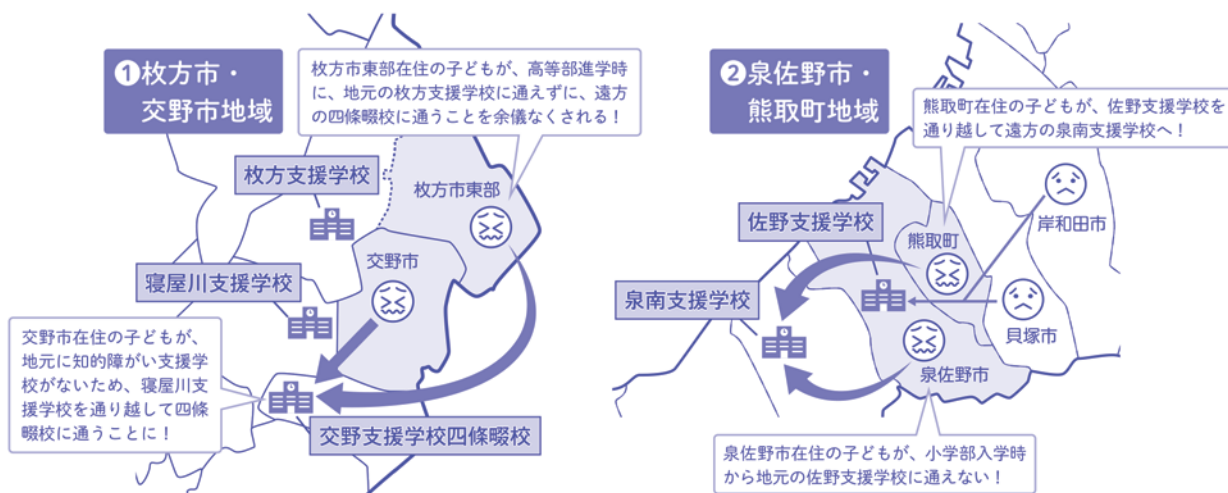 ❶枚方市・
交野市地域
枚方市東部在住の子どもが、高等部進学時
に、地元の枚方支援学校に通えずに、遠方
の四條畷校に通うことを余儀なくされる！
枚方支援学校
枚方市東部
交野市
寝屋川支援学校
交野市在住の子どもが、
地元に知的障がい支援学
校がないため、寝屋川支
援学校を通り越して四條
畷校に通うことに！
交野支援学校四條畷校
❷泉佐野市・
熊取町地域
熊取町在住の子どもが、佐野支援学校を
通り越して遠方の泉南支援学校へ！
佐野支援学校
熊取町
岸和田市
泉南支援学校
貝塚市
泉佐野市
泉佐野市在住の子どもが、小学部入学時
から地元の佐野支援学校に通えない！